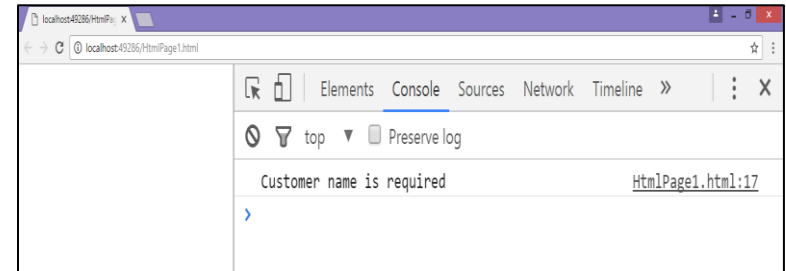 localhost:49286/HtmlPa
localhost:49286/HtmlPage1.html
Elements Console Sources Network Timeline »
top Preserve log
Customer name is required HtmlPage1.html:17